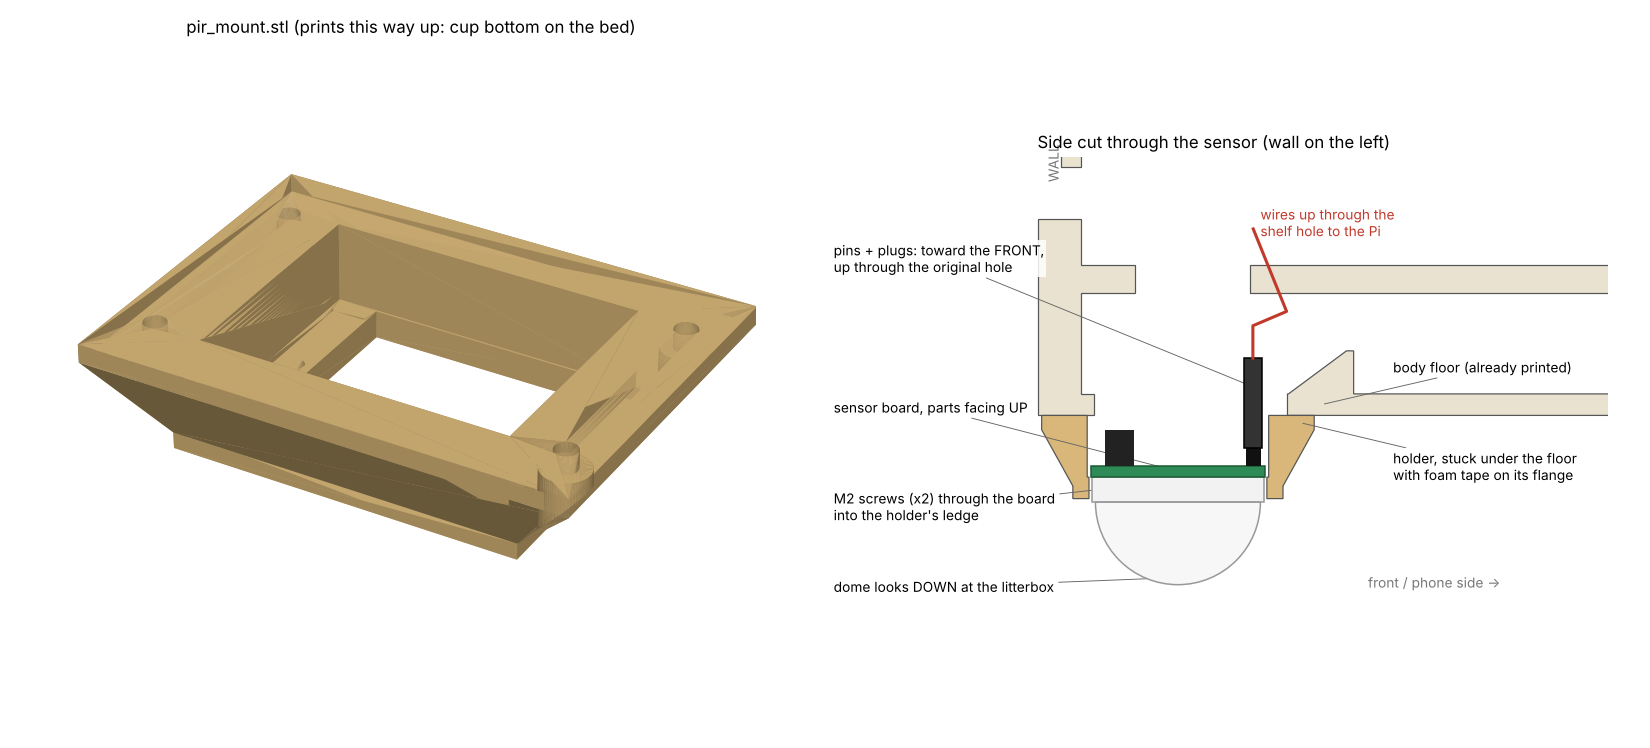 pir_mount.stl (prints this way up: cup bottom on the bed)
Side cut through the sensor (wall on the left)
WALL
wires up through the
shelf hole to the Pi
pins + plugs: toward the FRONT,
up through the original hole
body floor (already printed)
sensor board, parts facing UP
holder, stuck under the floor
with foam tape on its flange
M2 screws (x2) through the board
into the holder's ledge
dome looks DOWN at the litterbox
front / phone side →